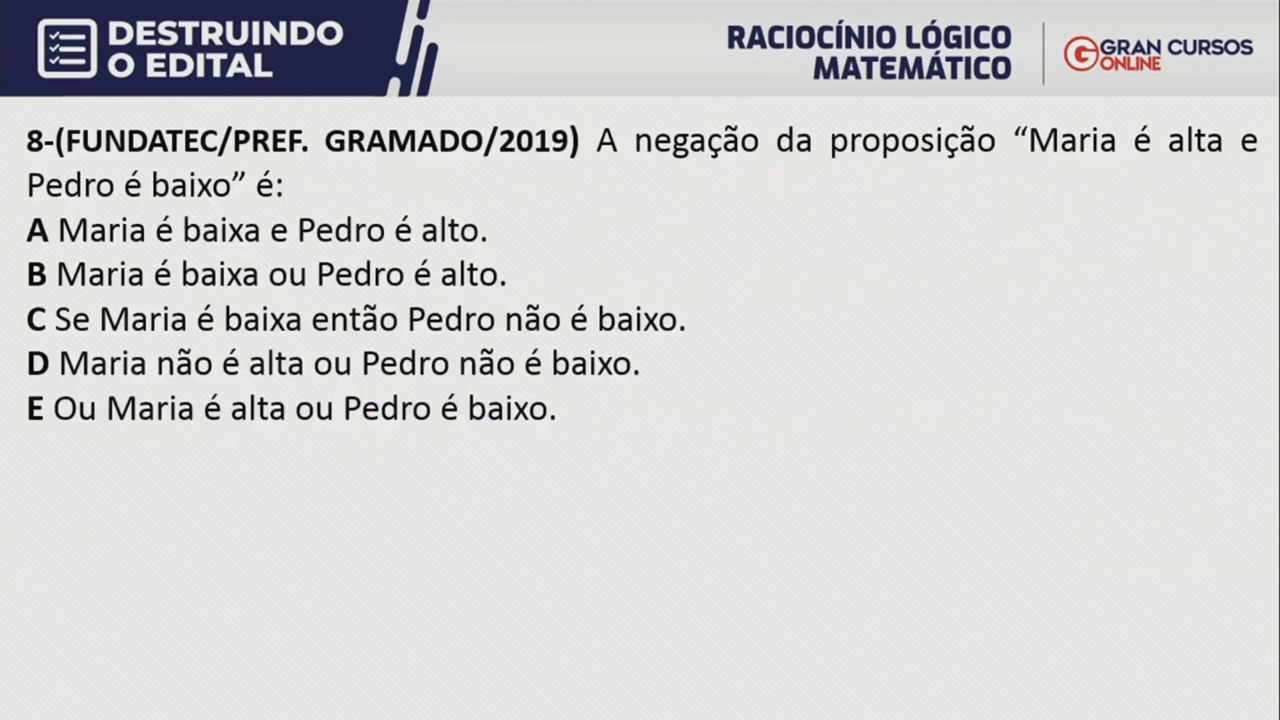 DESTRUINDO
O EDITAL
RACIOCÍNIO LÓGICO
MATEMÁTICO
GRAN CURSOS
ONLINE
8-(FUNDATEC/PREF. GRAMADO/2019) A negação da proposição “Maria é alta e
Pedro é baixo” é:
A Maria é baixa e Pedro é alto.
B Maria é baixa ou Pedro é alto.
C Se Maria é baixa então Pedro não é baixo.
D Maria não é alta ou Pedro não é baixo.
E Ou Maria é alta ou Pedro é baixo.